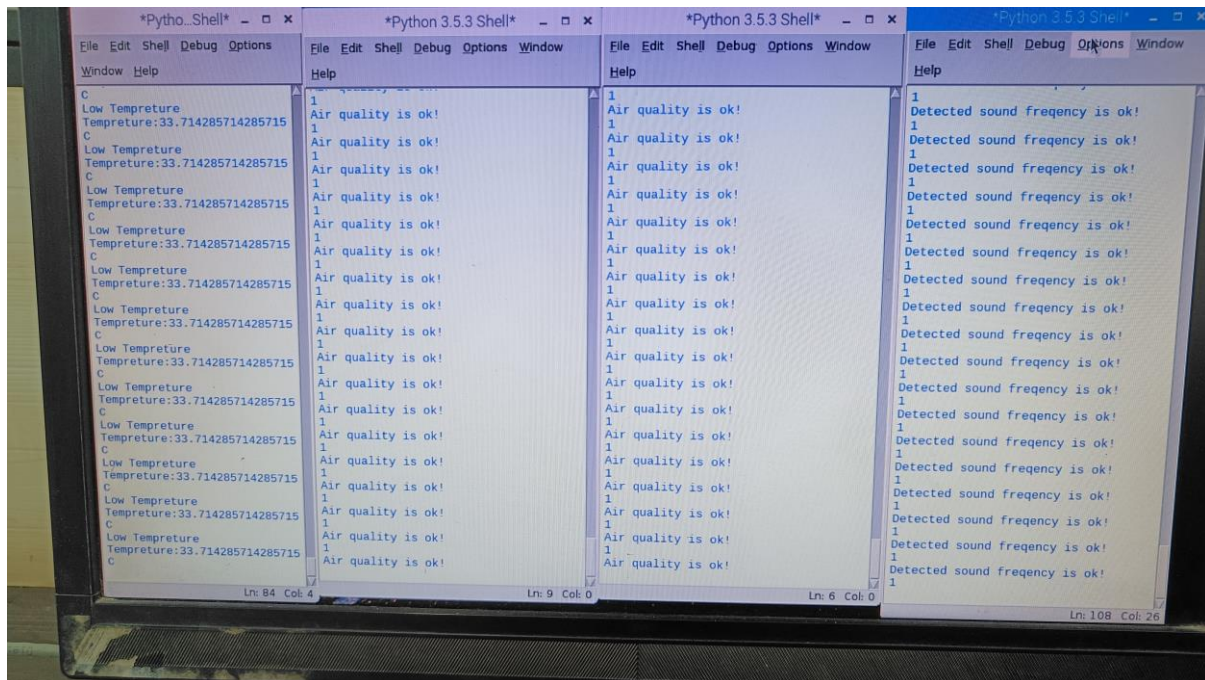 *Pytho...Shell*
File Edit Shell Debug Options
Window Help
C
Low Tempreture
Tempreture:33.714285714285715
C
Low Tempreture
Tempreture:33.714285714285715
C
Low Tempreture
Tempreture:33.714285714285715
C
Low Tempreture
Tempreture:33.714285714285715
C
Low Tempreture
Tempreture:33.714285714285715
C
Low Tempreture
Tempreture:33.714285714285715
C
Low Tempreture
Tempreture:33.714285714285715
C
Low Tempreture
Tempreture:33.714285714285715
C
Low Tempreture
Tempreture:33.714285714285715
C
Low Tempreture
Tempreture:33.714285714285715
C
Low Tempreture
Tempreture:33.714285714285715
C
Low Tempreture
Tempreture:33.714285714285715
C
Ln: 84 Col: 4
*Python 3.5.3 Shell*
File Edit Shell Debug Options Window
Help
1
Air quality is ok!
1
Air quality is ok!
1
Air quality is ok!
1
Air quality is ok!
1
Air quality is ok!
1
Air quality is ok!
1
Air quality is ok!
1
Air quality is ok!
1
Air quality is ok!
1
Air quality is ok!
1
Air quality is ok!
1
Air quality is ok!
1
Air quality is ok!
1
Air quality is ok!
1
Air quality is ok!
1
Air quality is ok!
1
Air quality is ok!
1
Air quality is ok!
Ln: 9 Col: 0
*Python 3.5.3 Shell*
File Edit Shell Debug Options Window
Help
1
Air quality is ok!
1
Air quality is ok!
1
Air quality is ok!
1
Air quality is ok!
1
Air quality is ok!
1
Air quality is ok!
1
Air quality is ok!
1
Air quality is ok!
1
Air quality is ok!
1
Air quality is ok!
1
Air quality is ok!
1
Air quality is ok!
1
Air quality is ok!
1
Air quality is ok!
1
Air quality is ok!
1
Air quality is ok!
1
Air quality is ok!
1
Air quality is ok!
Ln: 6 Col: 0
*Python 3.5.3 Shell*
File Edit Shell Debug Options Window
Help
1
Detected sound freqency is ok!
1
Detected sound freqency is ok!
1
Detected sound freqency is ok!
1
Detected sound freqency is ok!
1
Detected sound freqency is ok!
1
Detected sound freqency is ok!
1
Detected sound freqency is ok!
1
Detected sound freqency is ok!
1
Detected sound freqency is ok!
1
Detected sound freqency is ok!
1
Detected sound freqency is ok!
1
Detected sound freqency is ok!
1
Detected sound freqency is ok!
1
Detected sound freqency is ok!
1
Detected sound freqency is ok!
1
Detected sound freqency is ok!
1
Detected sound freqency is ok!
1
Detected sound freqency is ok!
1
Ln: 108 Col: 26